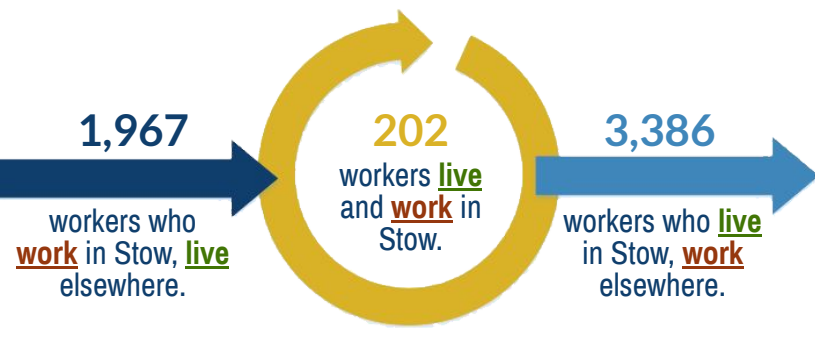 1,967
workers who
work in Stow, live
elsewhere.
202
workers live
and work in
Stow.
3,386
workers who live
in Stow, work
elsewhere.